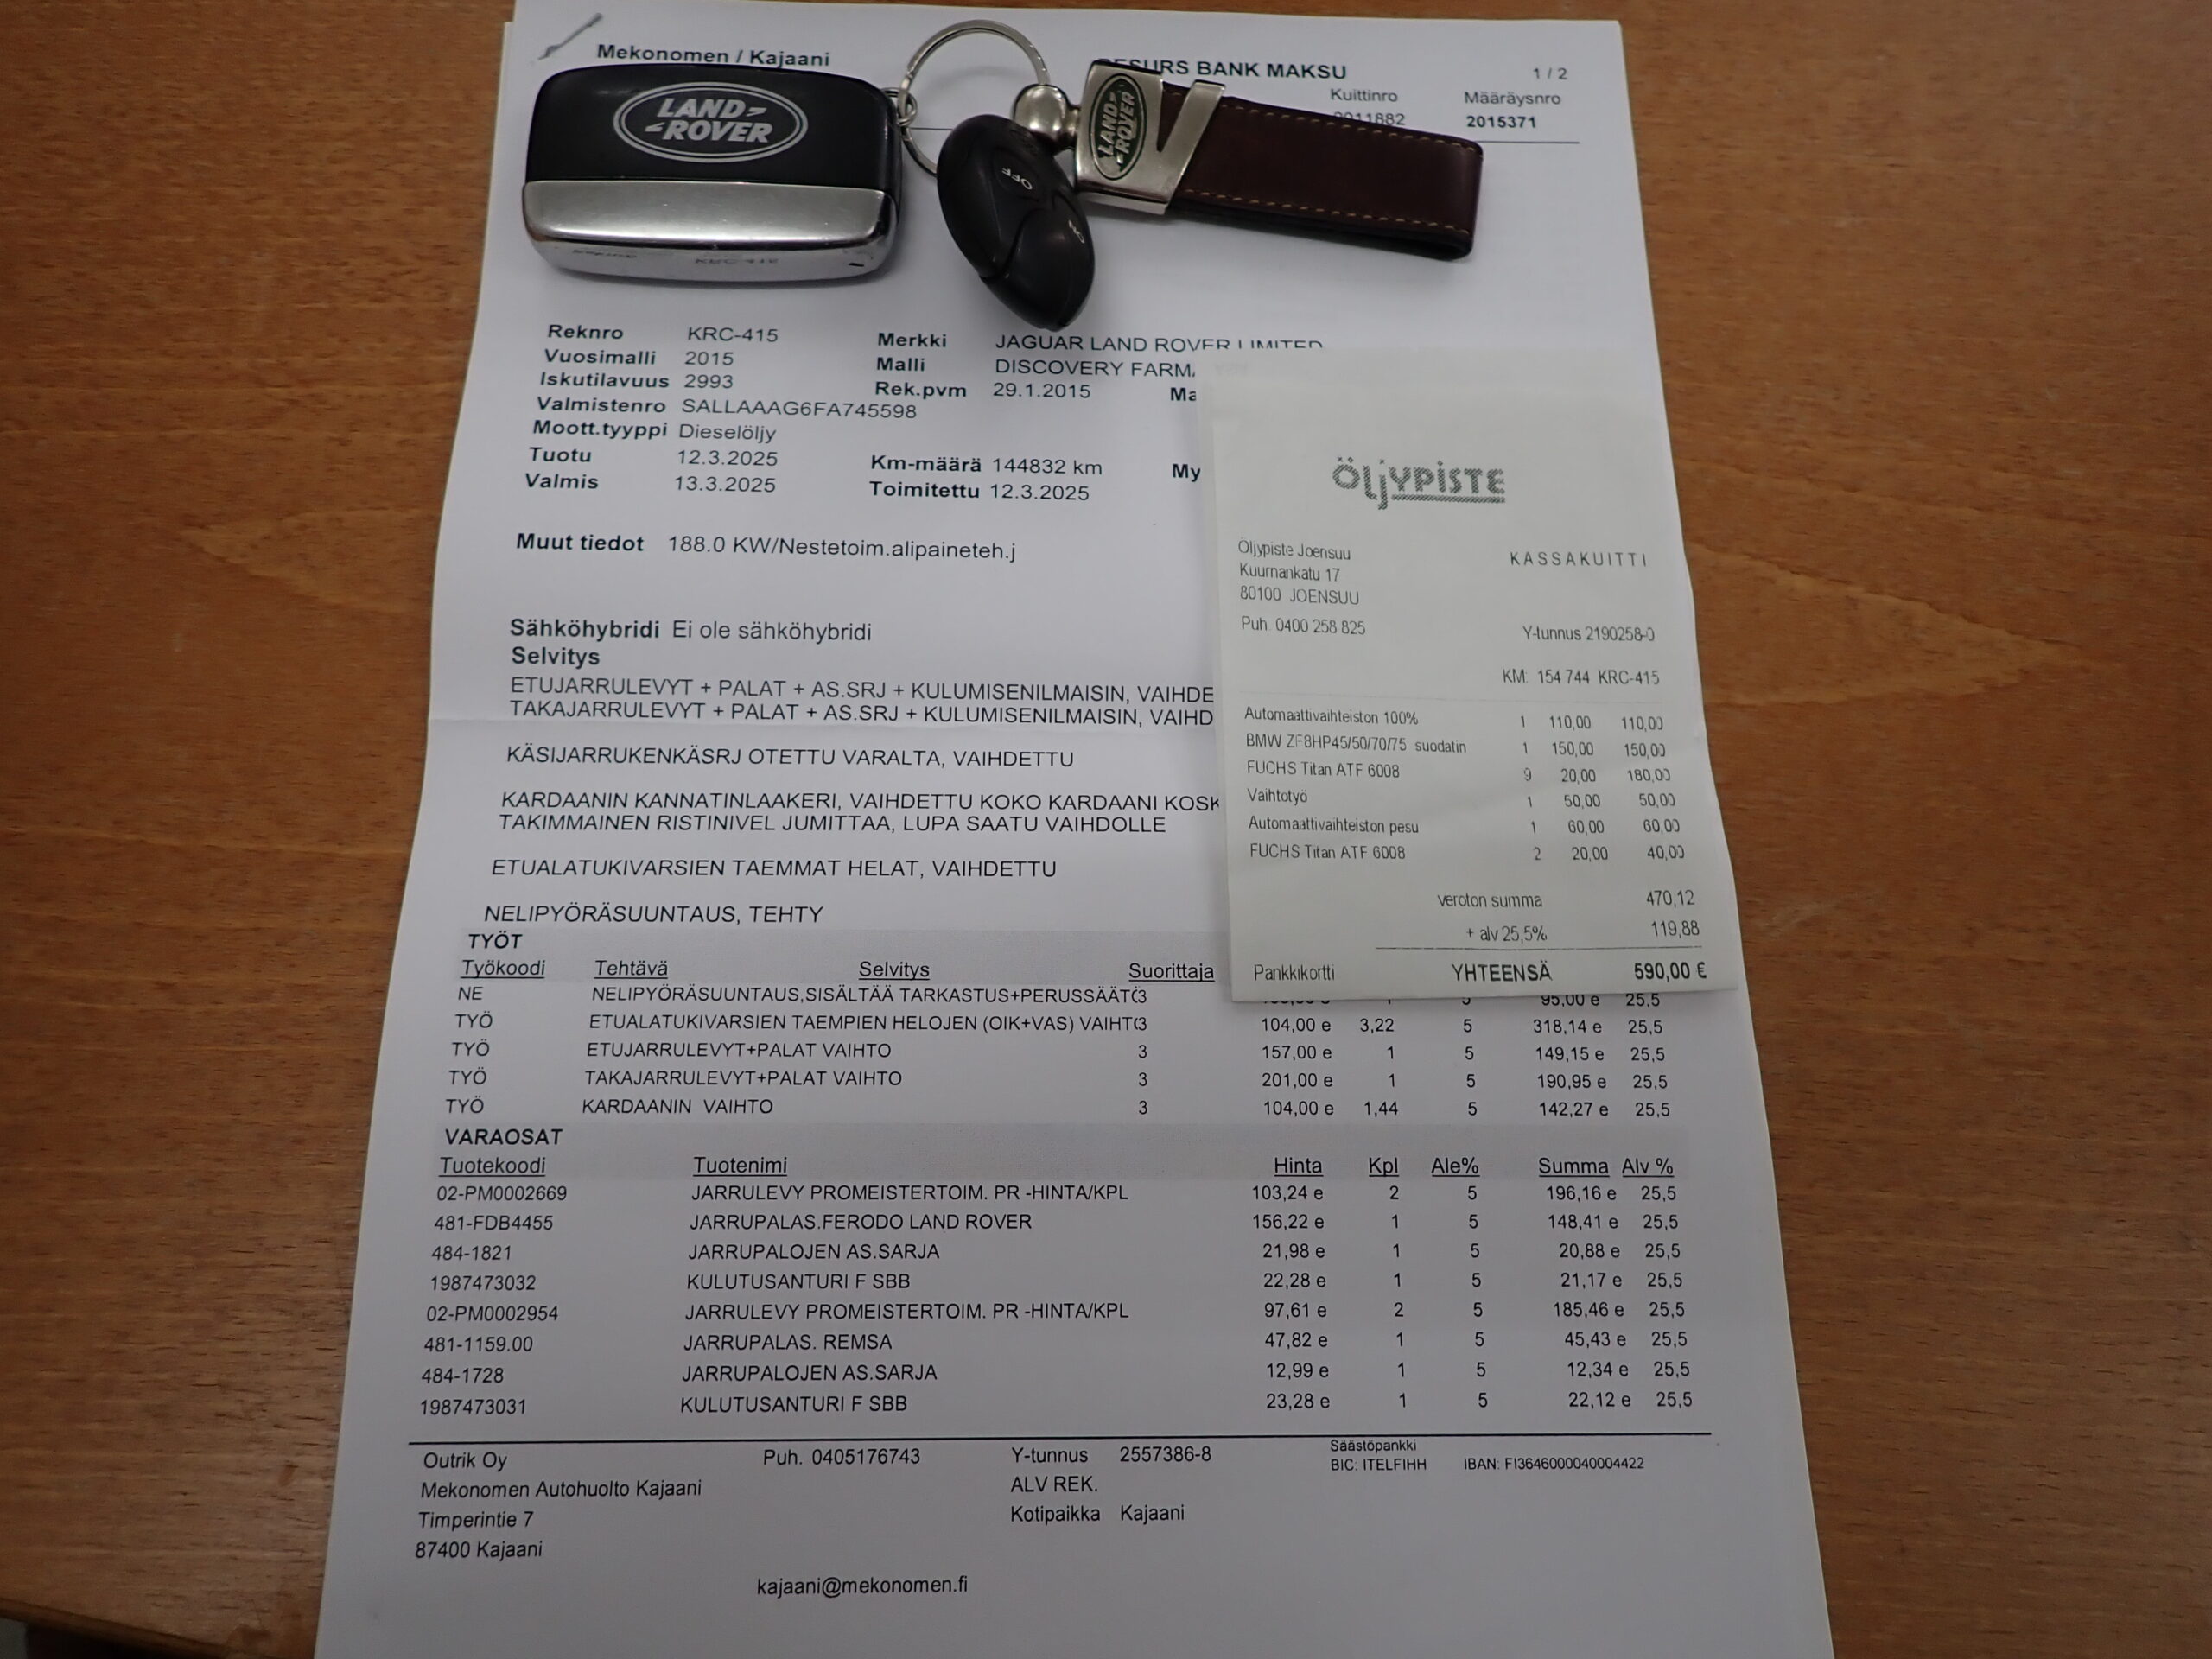 Mekonomen / Kajaani
RESURS BANK MAKSU
1 / 2
Kuittinro Määräysnro
2015371
LAND ROVER
LAND ROVER
OFF
KRC-415
Reknro KRC-415 Merkki JAGUAR LAND ROVER LIMITED
Vuosimalli 2015 Malli DISCOVERY
Iskutilavuus 2993 Rek.pvm 29.1.2015
Valmistenro SALLAAAG6FA745598
Moott.tyyppi Dieselöljy
Tuotu 12.3.2025 Km-määrä 144832 km
Valmis 13.3.2025 Toimitettu 12.3.2025
Muut tiedot 188.0 KW/Nestetoim.alipaineteh.j
Sähköhybridi Ei ole sähköhybridi
Selvitys
ETUJARRULEVYT + PALAT + AS.SRJ + KULUMISENILMAISIN, VAIHDE
TAKAJARRULEVYT + PALAT + AS.SRJ + KULUMISENILMAISIN, VAIHD
KÄSIJARRUKENKÄSRJ OTETTU VARALTA, VAIHDETTU
KARDAANIN KANNATINLAAKERI, VAIHDETTU KOKO KARDAANI KOSK
TAKIMMAINEN RISTINIVEL JUMITTAA, LUPA SAATU VAIHDOLLE
ETUALATUKIVARSIEN TAEMMAT HELAT, VAIHDETTU
NELIPYÖRÄSUUNTAUS, TEHTY
TYÖT
Työkoodi Tehtävä Selvitys Suorittaja
NE NELIPYÖRÄSUUNTAUS,SISÄLTÄÄ TARKASTUS+PERUSSÄÄTÖ 3 5 95,00 e 25,5
TYÖ ETUALATUKIVARSIEN TAEMPIEN HELOJEN (OIK+VAS) VAIHTO 3 104,00 e 3,22 5 318,14 e 25,5
TYÖ ETUJARRULEVYT+PALAT VAIHTO 3 157,00 e 1 5 149,15 e 25,5
TYÖ TAKAJARRULEVYT+PALAT VAIHTO 3 201,00 e 1 5 190,95 e 25,5
TYÖ KARDAANIN VAIHTO 3 104,00 e 1,44 5 142,27 e 25,5
VARAOSAT
Tuotekoodi Tuotenimi Hinta Kpl Ale% Summa Alv %
02-PM0002669 JARRULEVY PROMEISTERTOIM. PR -HINTA/KPL 103,24 e 2 5 196,16 e 25,5
481-FDB4455 JARRUPALAS.FERODO LAND ROVER 156,22 e 1 5 148,41 e 25,5
484-1821 JARRUPALOJEN AS.SARJA 21,98 e 1 5 20,88 e 25,5
1987473032 KULUTUSANTURI F SBB 22,28 e 1 5 21,17 e 25,5
02-PM0002954 JARRULEVY PROMEISTERTOIM. PR -HINTA/KPL 97,61 e 2 5 185,46 e 25,5
481-1159.00 JARRUPALAS. REMSA 47,82 e 1 5 45,43 e 25,5
484-1728 JARRUPALOJEN AS.SARJA 12,99 e 1 5 12,34 e 25,5
1987473031 KULUTUSANTURI F SBB 23,28 e 1 5 22,12 e 25,5
Outrik Oy Puh. 0405176743 Y-tunnus 2557386-8 Säästöpankki
BIC: ITELFIHH IBAN: FI3646000040004422
Mekonomen Autohuolto Kajaani ALV REK.
Timperintie 7 Kotipaikka Kajaani
87400 Kajaani
kajaani@mekonomen.fi
ÖljYPiSTE
Öljypiste Joensuu KASSAKUITTI
Kuurnankatu 17
80100 JOENSUU
Puh. 0400 258 825 Y-tunnus 2190258-0
KM: 154 744 KRC-415
Automaattivaihteiston 100% 1 110,00 110,00
BMW ZF8HP45/50/70/75 suodatin 1 150,00 150,00
FUCHS Titan ATF 6008 9 20,00 180,00
Vaihtotyö 1 50,00 50,00
Automaattivaihteiston pesu 1 60,00 60,00
FUCHS Titan ATF 6008 2 20,00 40,00
veroton summa 470,12
+ alv 25,5% 119,88
Pankkikortti YHTEENSÄ 590,00 €